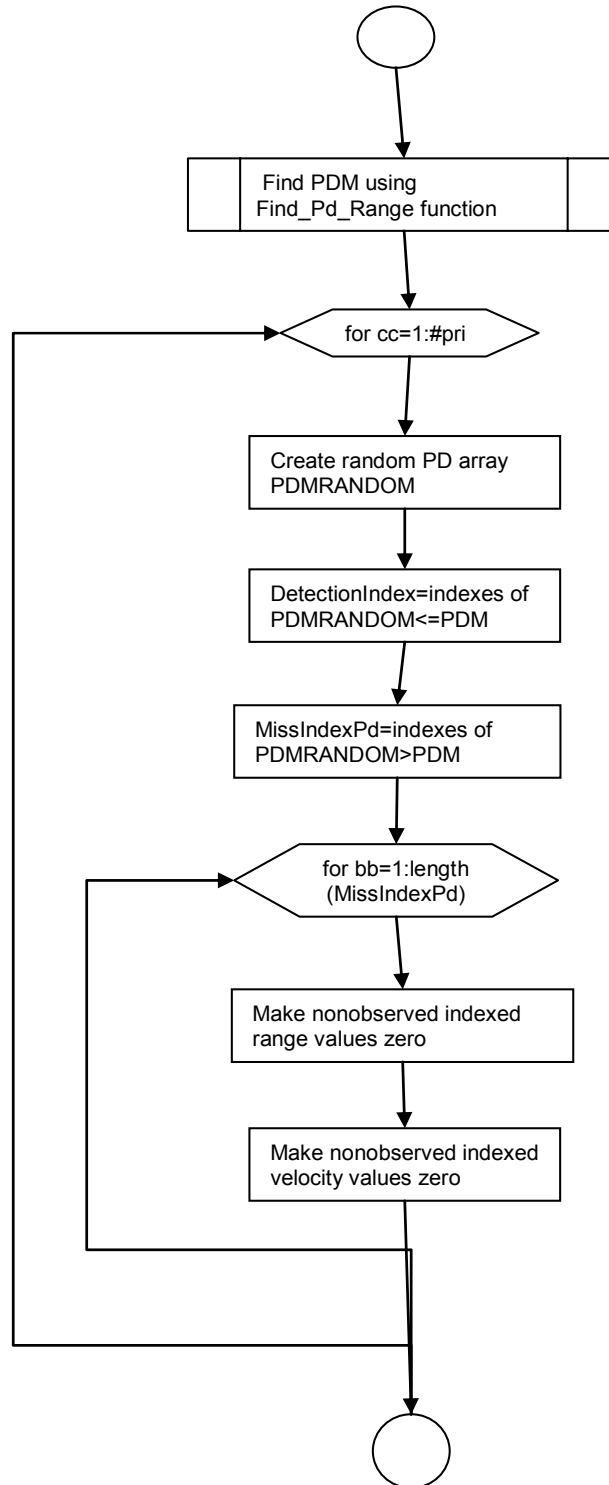 Find PDM using
Find_Pd_Range function
for cc=1:#pri
Create random PD array
PDMRANDOM
DetectionIndex=indexes of
PDMRANDOM<=PDM
MissIndexPd=indexes of
PDMRANDOM>PDM
for bb=1:length
(MissIndexPd)
Make nonobserved indexed
range values zero
Make nonobserved indexed
velocity values zero